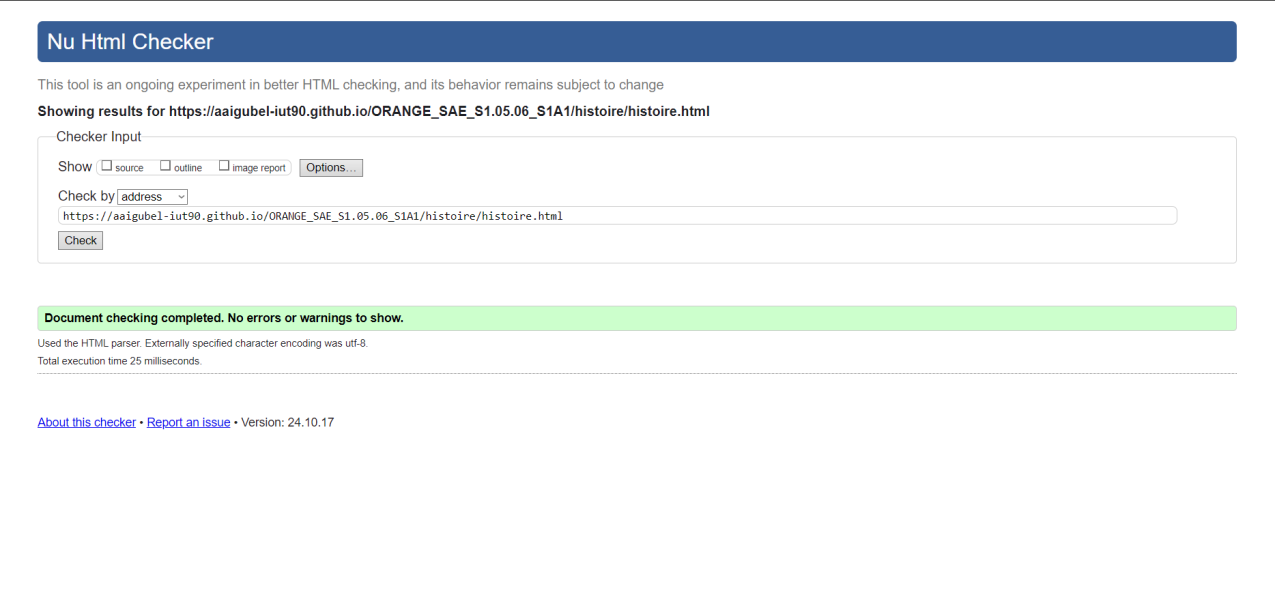 Nu Html Checker
This tool is an ongoing experiment in better HTML checking, and its behavior remains subject to change
Showing results for https://aaigubel-iut90.github.io/ORANGE_SAE_S1.05.06_S1A1/histoire/histoire.html
Checker Input
Show source outline image report Options...
Check by address
https://aaigubel-iut90.github.io/ORANGE_SAE_S1.05.06_S1A1/histoire/histoire.html
Check
Document checking completed. No errors or warnings to show.
Used the HTML parser. Externally specified character encoding was utf-8.
Total execution time 25 milliseconds.
About this checker • Report an issue • Version: 24.10.17